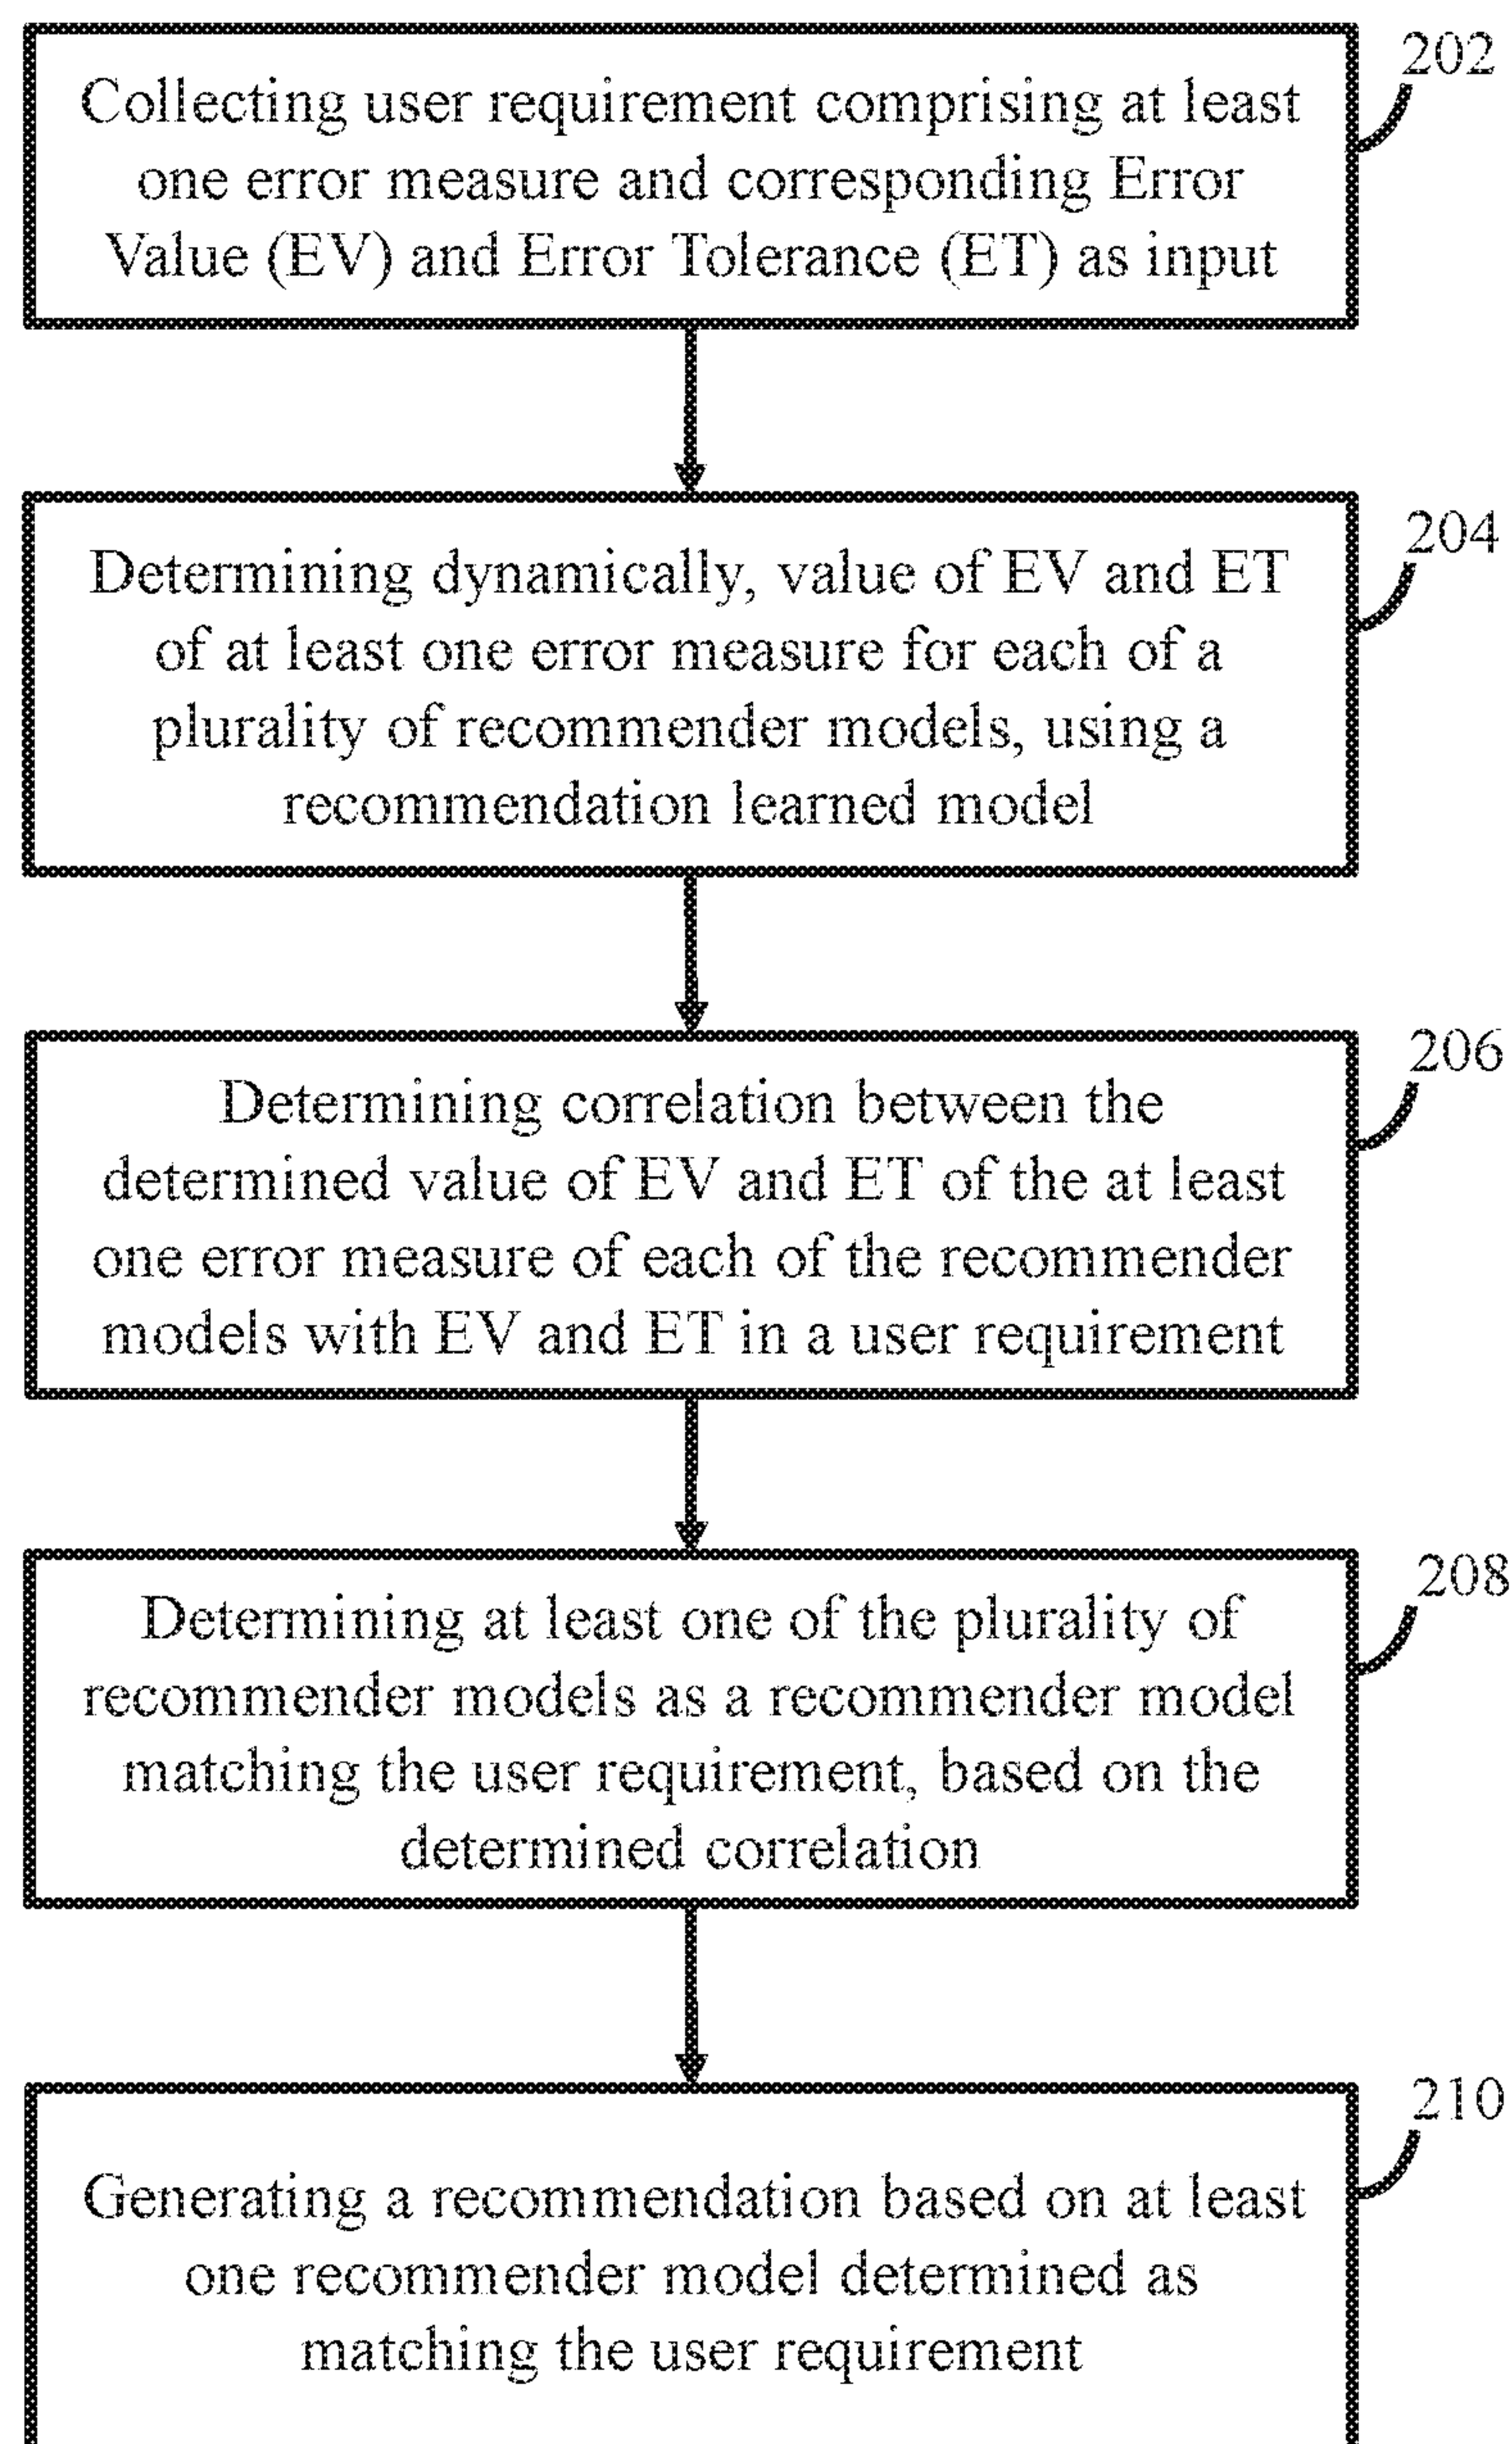 202
Collecting user requirement comprising at least
one error measure and corresponding Error
Value (EV) and Error Tolerance (ET) as input
204
Determining dynamically, value of EV and ET
of at least one error measure for each of a
plurality of recommender models, using a
recommendation learned model
206
Determining correlation between the
determined value of EV and ET of the at least
one error measure of each of the recommender
models with EV and ET in a user requirement
208
Determining at least one of the plurality of
recommender models as a recommender model
matching the user requirement, based on the
determined correlation
210
Generating a recommendation based on at least
one recommender model determined as
matching the user requirement